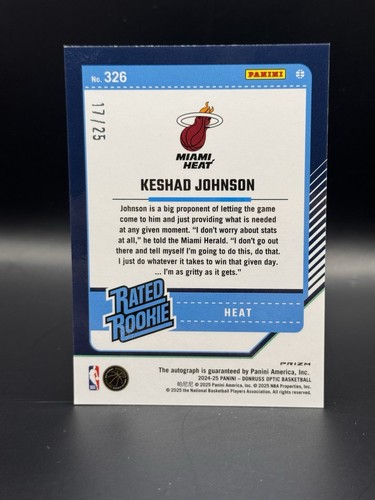 No. 326
PANINI
17/25
MIAMI
HEAT
KESHAD JOHNSON
Johnson is a big proponent of letting the game
come to him and just providing what is needed
at any given moment. “I don't worry about stats
at all,” he told the Miami Herald. “I don't go out
there and tell myself I'm going to do this, do that.
I just do whatever it takes to win that given day.
... I'm as gritty as it gets.”
RATED
ROOKIE
HEAT
PRIZM
The autograph is guaranteed by Panini America, Inc.
2024-25 PANINI – DONRUSS OPTIC BASKETBALL
帕尼尼 © 2025 Panini America, Inc. © 2025 NBA Properties, Inc.
© 2025 the National Basketball Players Association. All rights reserved.